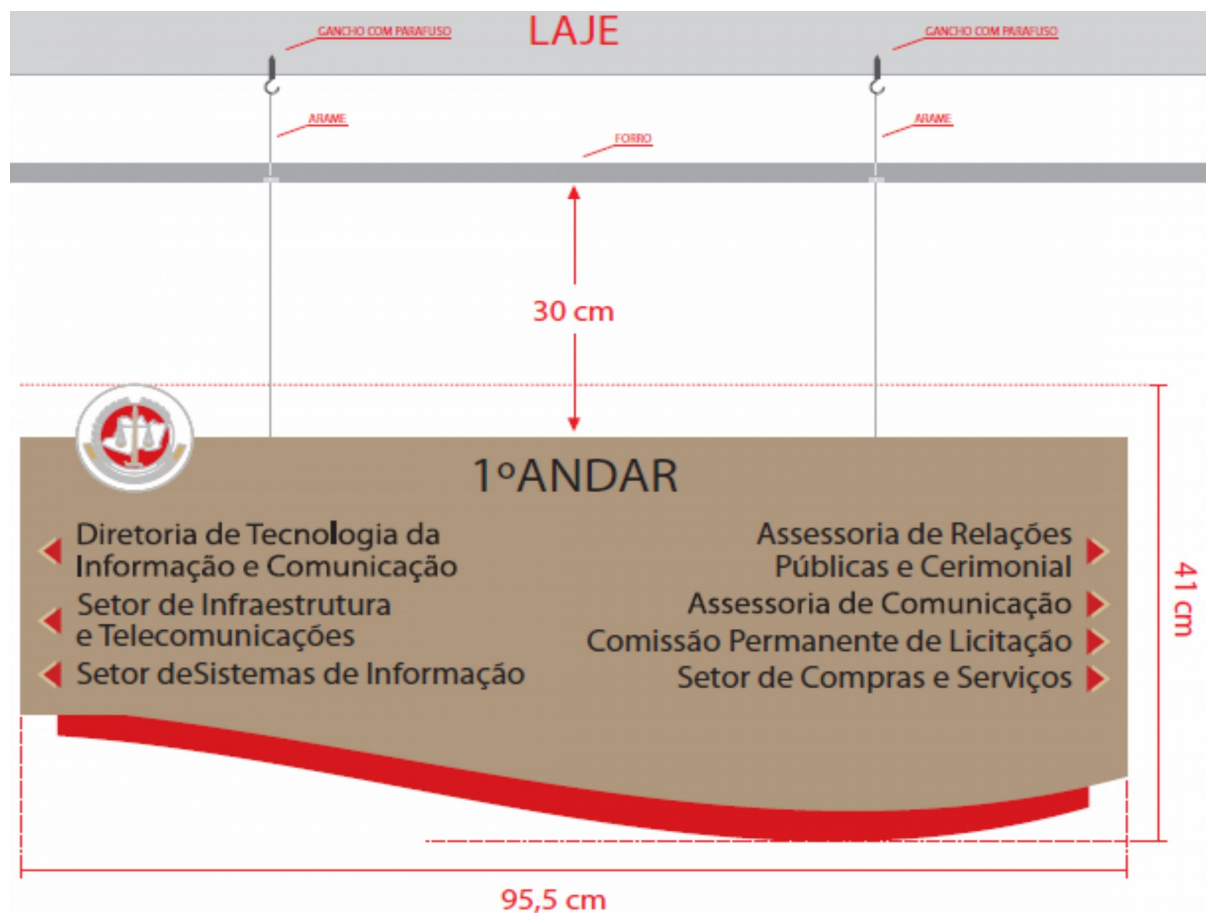 GANCHO COM PARAFUSO
LAJE
GANCHO COM PARAFUSO
ARAME
ARAME
FORRO
30 cm
1ºANDAR
Diretoria de Tecnologia da
Informação e Comunicação
Setor de Infraestrutura
e Telecomunicações
Setor deSistemas de Informação
Assessoria de Relações
Públicas e Cerimonial
Assessoria de Comunicação
Comissão Permanente de Licitação
Setor de Compras e Serviços
41 cm
95,5 cm